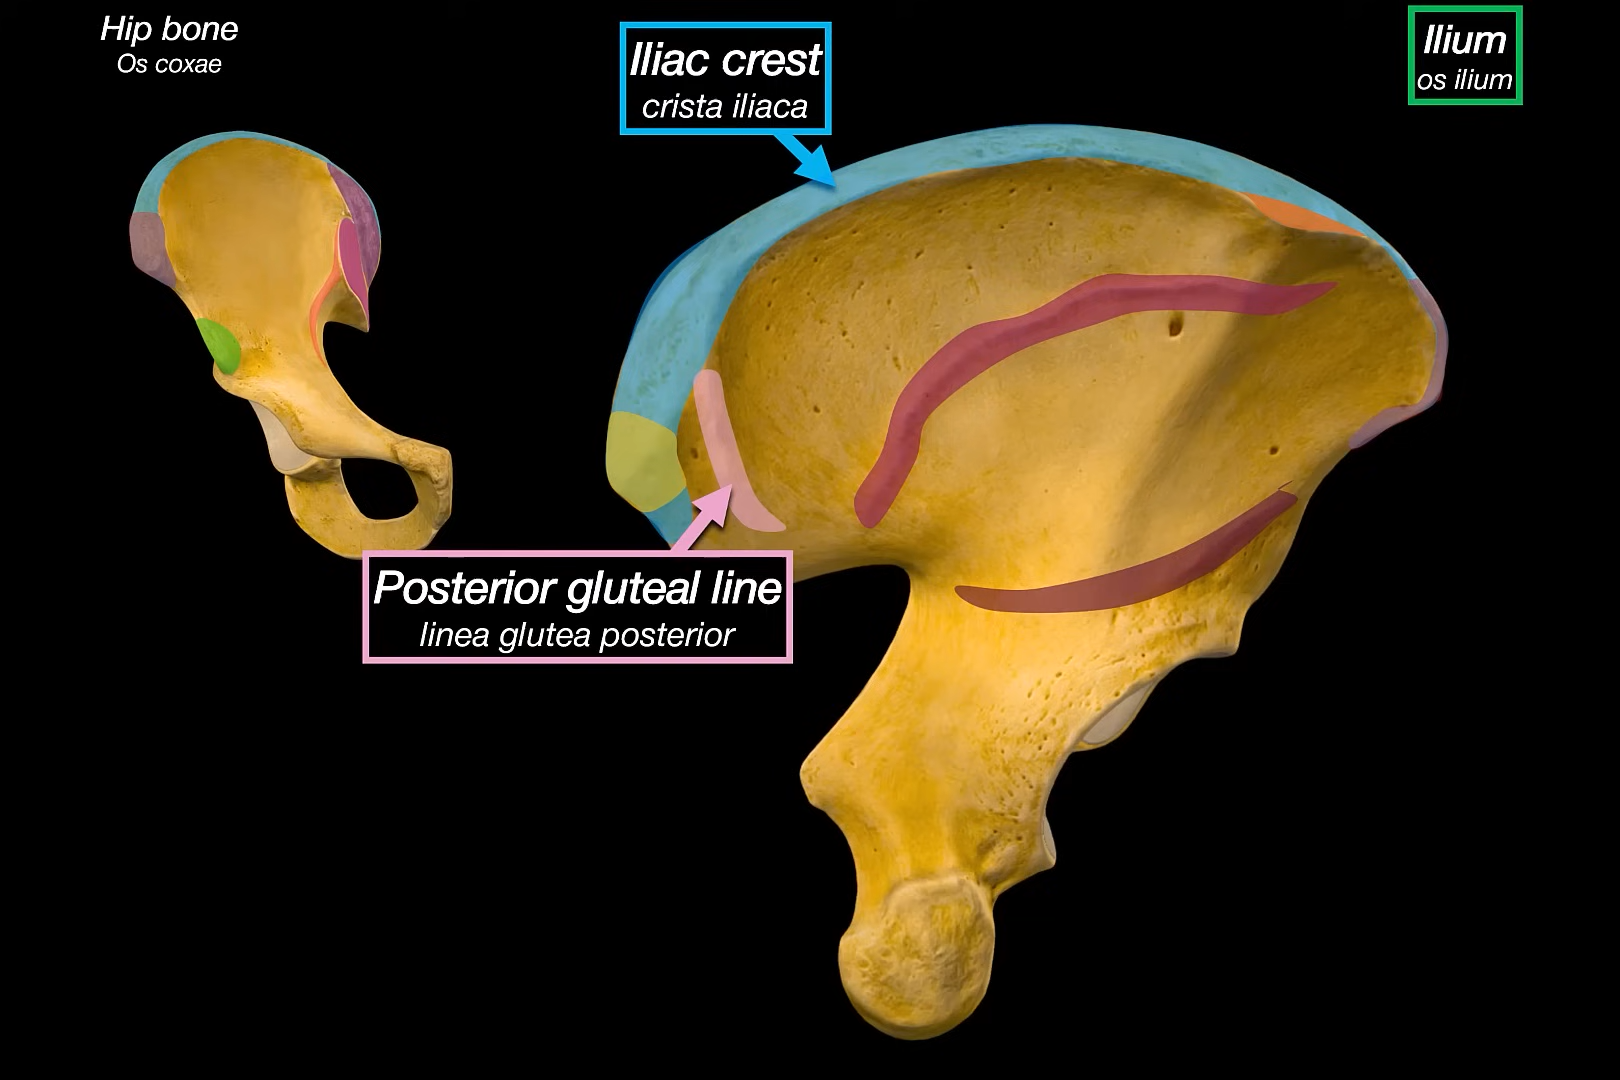 Hip bone
Os coxae
Iliac crest
crista iliaca
Ilium
os ilium
Posterior gluteal line
linea glutea posterior